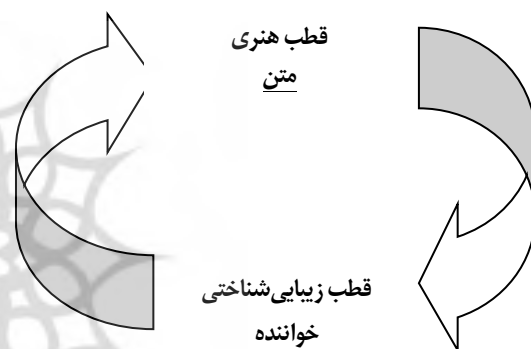 قطب هنری
متن
قطب زیبایی‌شناختی
خواننده